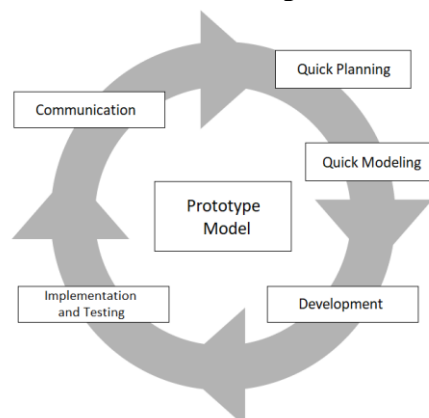 Quick Planning
Communication
Quick Modeling
Prototype
Model
Implementation
and Testing
Development